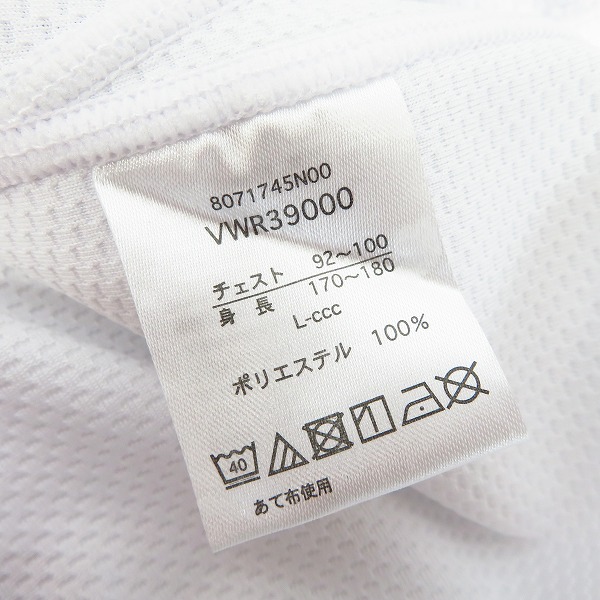 8071745N00
VWR39000
チェスト 92～100
身長 170～180
L-ccc
ポリエステル 100%
40
あて布使用